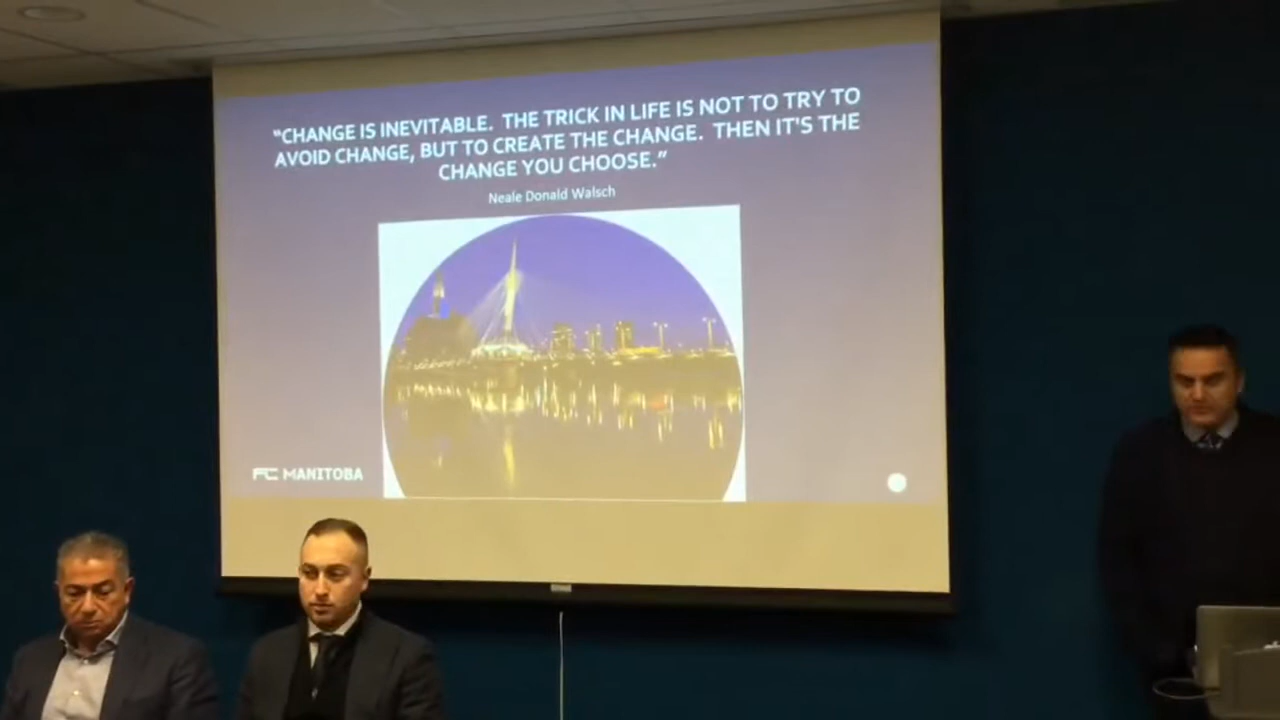 "CHANGE IS INEVITABLE. THE TRICK IN LIFE IS NOT TO TRY TO
AVOID CHANGE, BUT TO CREATE THE CHANGE. THEN IT'S THE
CHANGE YOU CHOOSE."
Neale Donald Walsch
FC MANITOBA